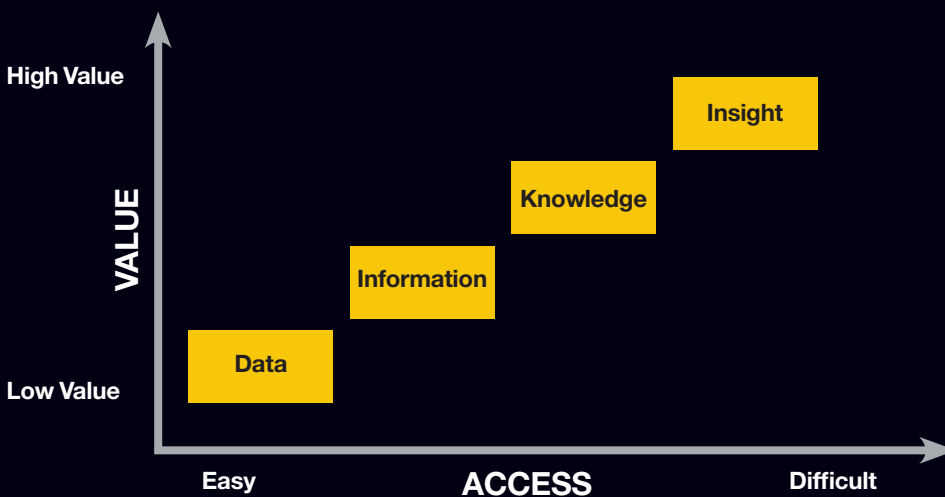 High Value
Insight
Knowledge
VALUE
Information
Data
Low Value
Easy
ACCESS
Difficult